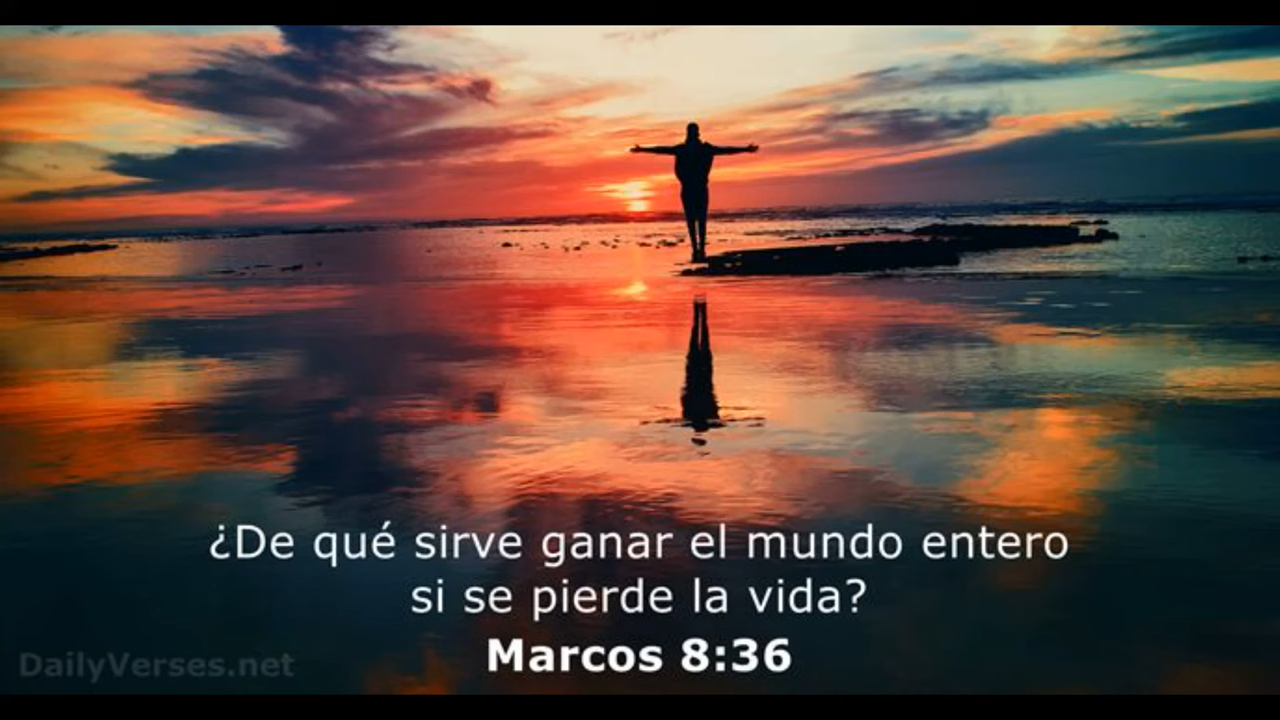 ¿De qué sirve ganar el mundo entero
si se pierde la vida?
Marcos 8:36
DailyVerses.net